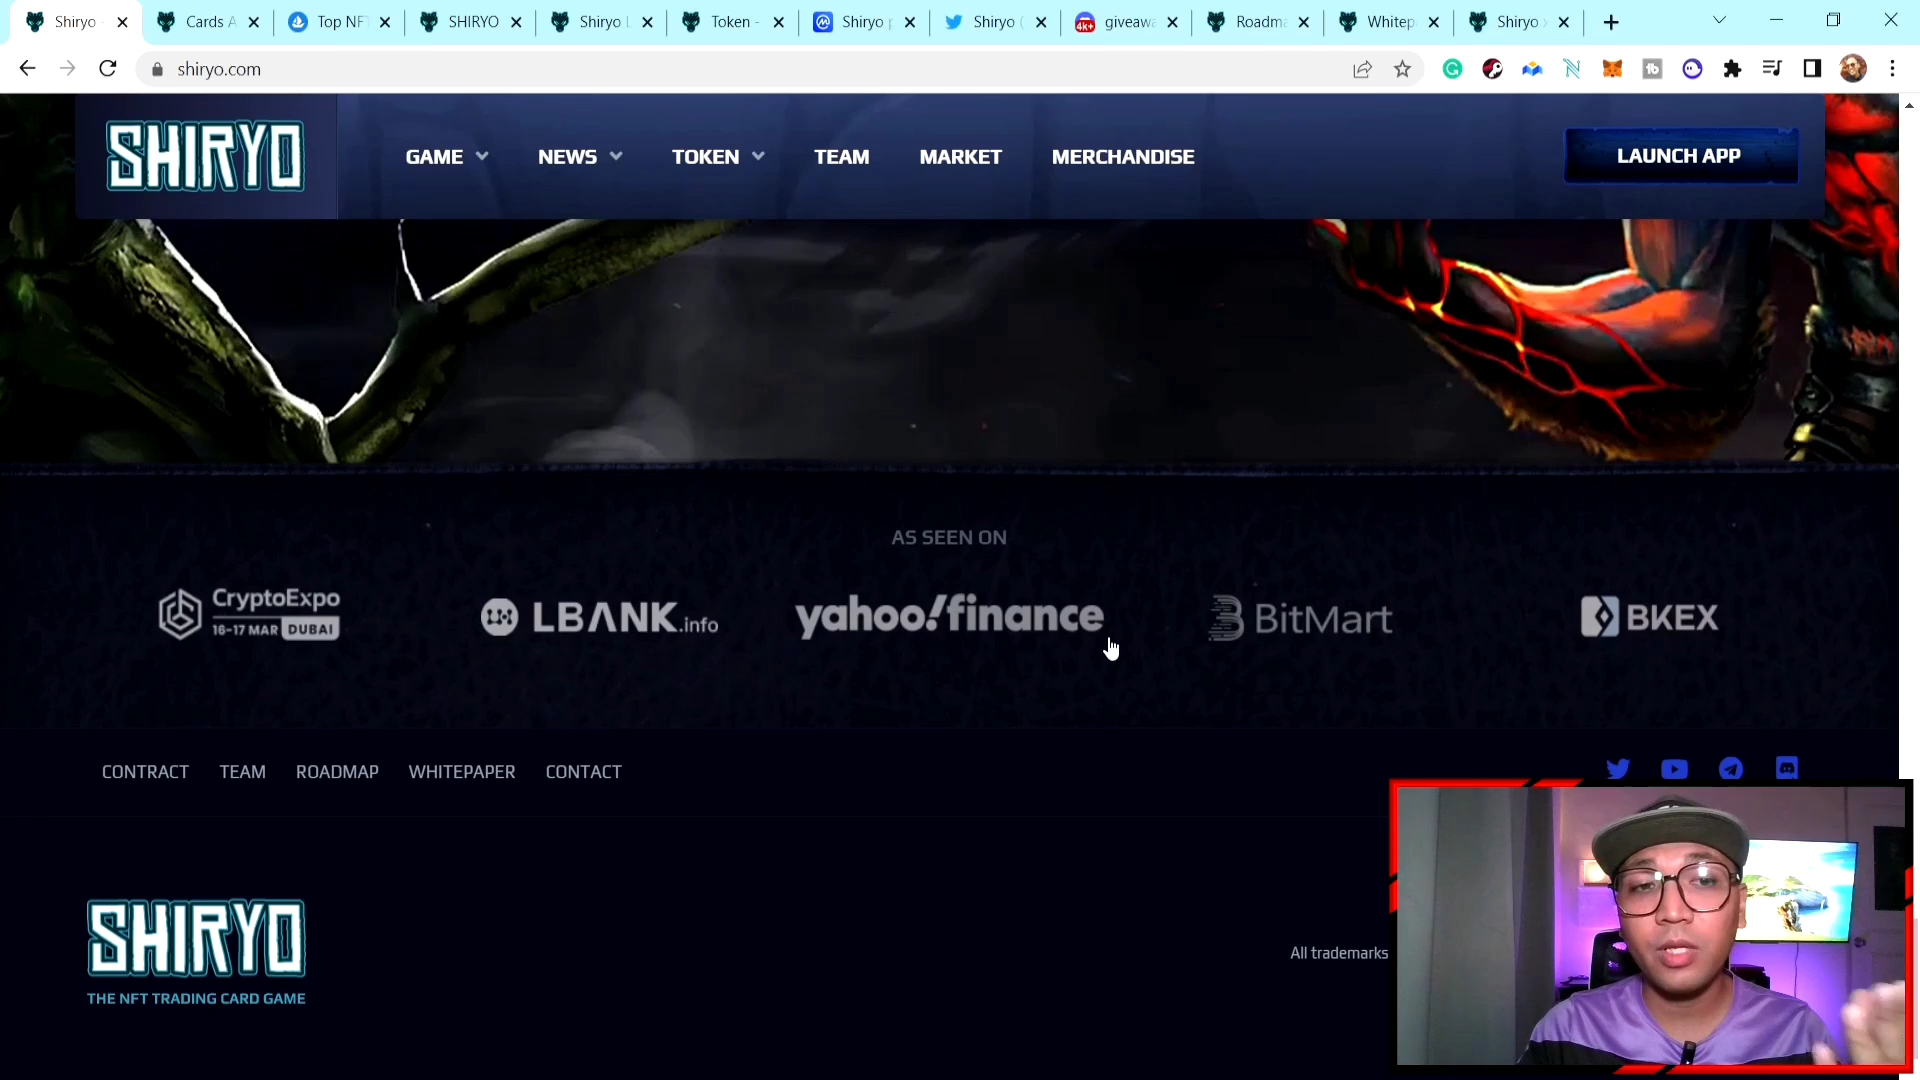 Shiryo -
Cards A
Top NF
SHIRYO
Shiryo L
Token -
Shiryo p
Shiryo (
4K+
giveaw
Roadma
Whitep
Shiryo x
shiryo.com
SHIRYO
GAME
NEWS
TOKEN
TEAM
MARKET
MERCHANDISE
LAUNCH APP
AS SEEN ON
CryptoExpo
16-17 MAR DUBAI
LBANK.info
yahoo!finance
BitMart
BKEX
CONTRACT
TEAM
ROADMAP
WHITEPAPER
CONTACT
SHIRYO
THE NFT TRADING CARD GAME
All trademarks